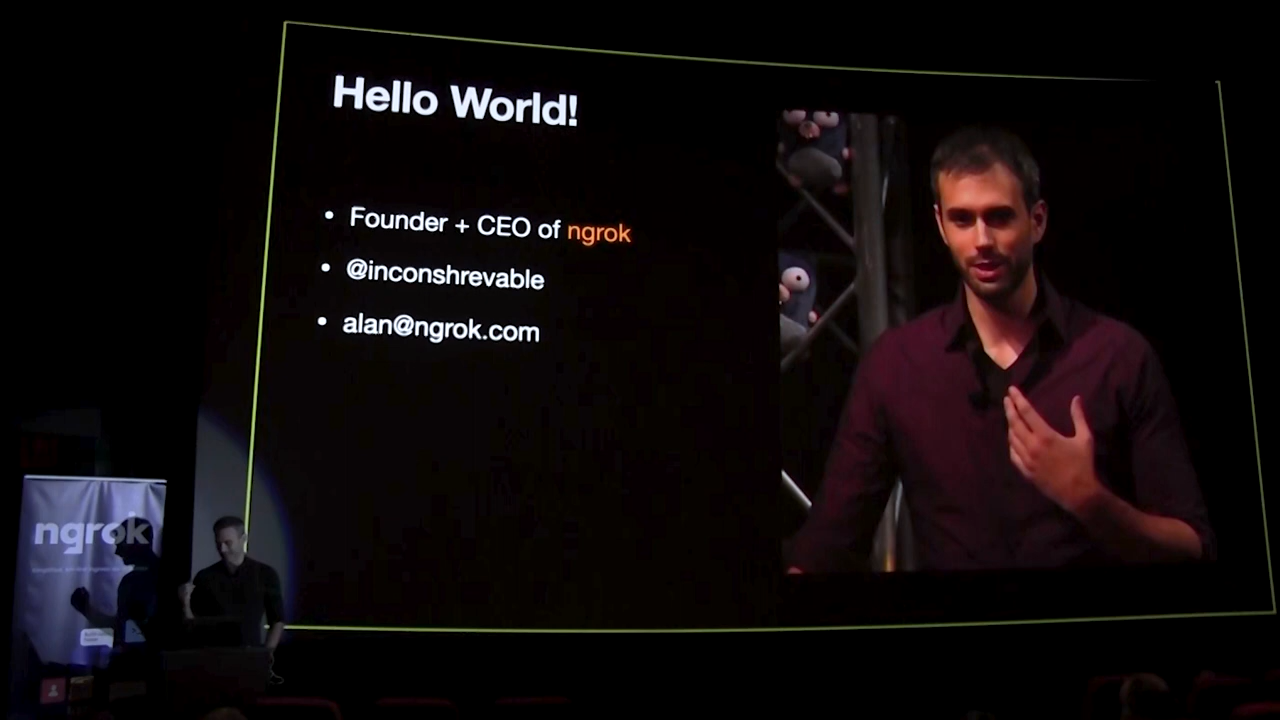 Hello World!
• Founder + CEO of ngrok
• @inconshrevable
• alan@ngrok.com
ngrok